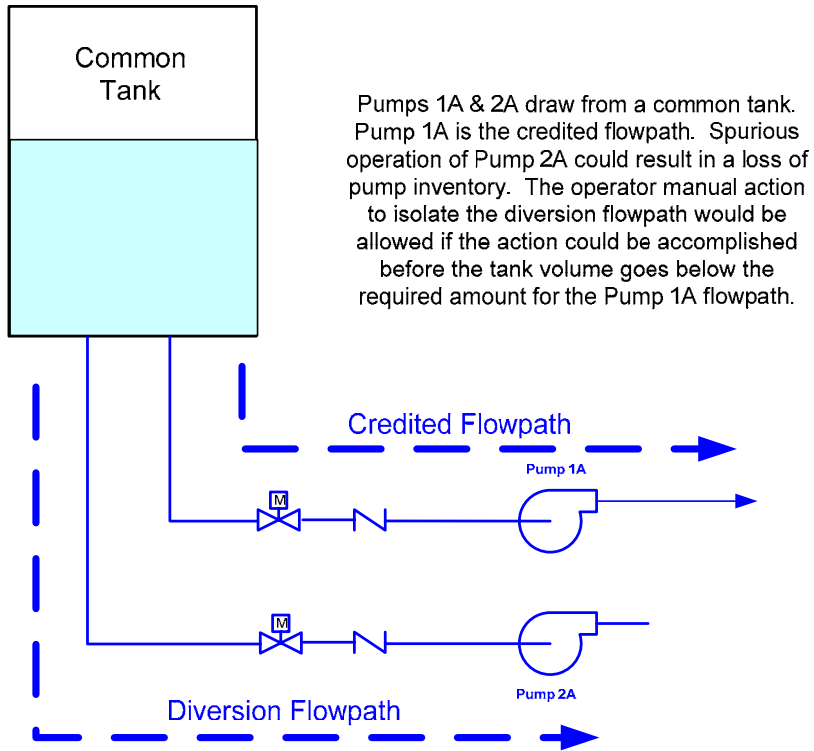 Common
Tank
Pumps 1A & 2A draw from a common tank.
Pump 1A is the credited flowpath.  Spurious
operation of Pump 2A could result in a loss of
pump inventory.  The operator manual action
to isolate the diversion flowpath would be
allowed if the action could be accomplished
before the tank volume goes below the
required amount for the Pump 1A flowpath.
Credited Flowpath
Pump 1A
M
M
Pump 2A
Diversion Flowpath